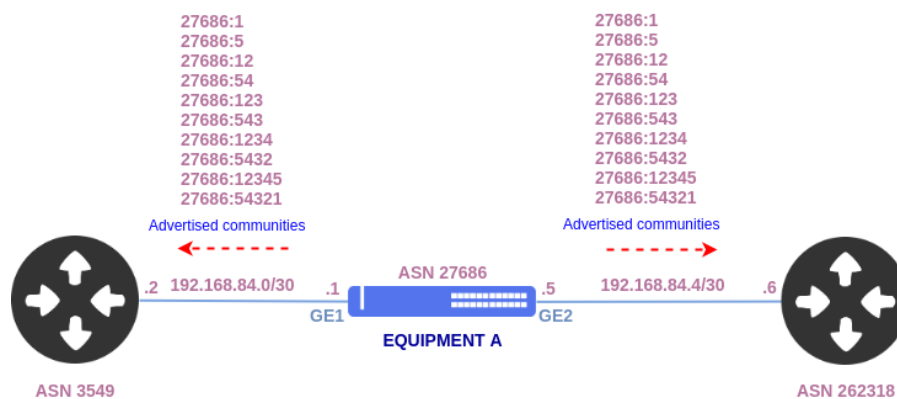 27686:1
27686:5
27686:12
27686:54
27686:123
27686:543
27686:1234
27686:5432
27686:12345
27686:54321
Advertised communities
27686:1
27686:5
27686:12
27686:54
27686:123
27686:543
27686:1234
27686:5432
27686:12345
27686:54321
Advertised communities
ASN 27686
.2 192.168.84.0/30 .1
.5 192.168.84.4/30 .6
GE1
GE2
EQUIPMENT A
ASN 3549
ASN 262318